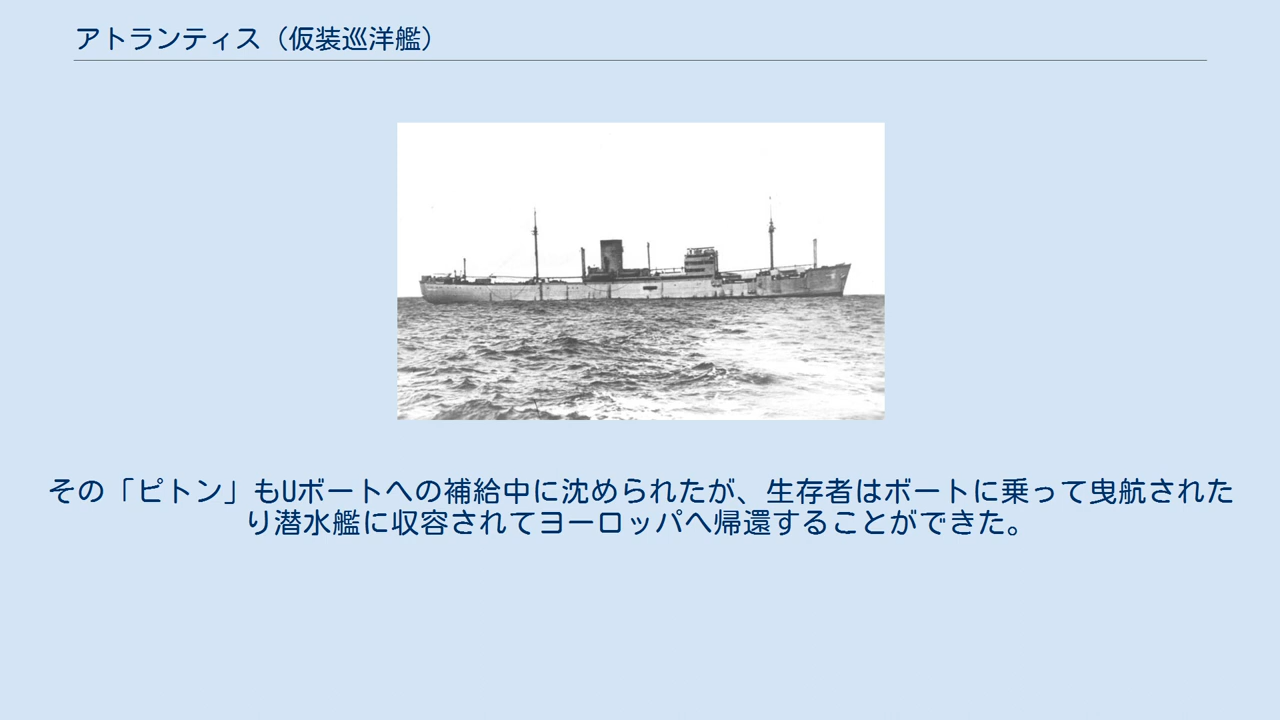 アトランティス（仮装巡洋艦）
その「ピトン」もUボートへの補給中に沈められたが、生存者はボートに乗って曳航された
り潜水艦に収容されてヨーロッパへ帰還することができた。